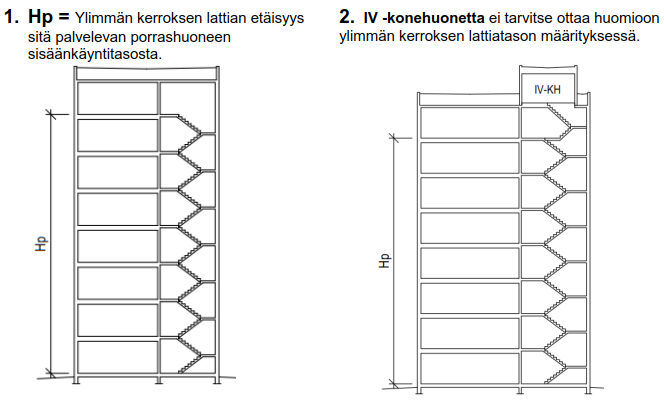 1. Hp = Ylimmän kerroksen lattian etäisyys
sitä palvelevan porrashuoneen
sisäänkäyntitasosta.
2. IV -konehuonetta ei tarvitse ottaa huomioon
ylimmän kerroksen lattiatason määrityksessä.
IV-KH
Hp
Hp